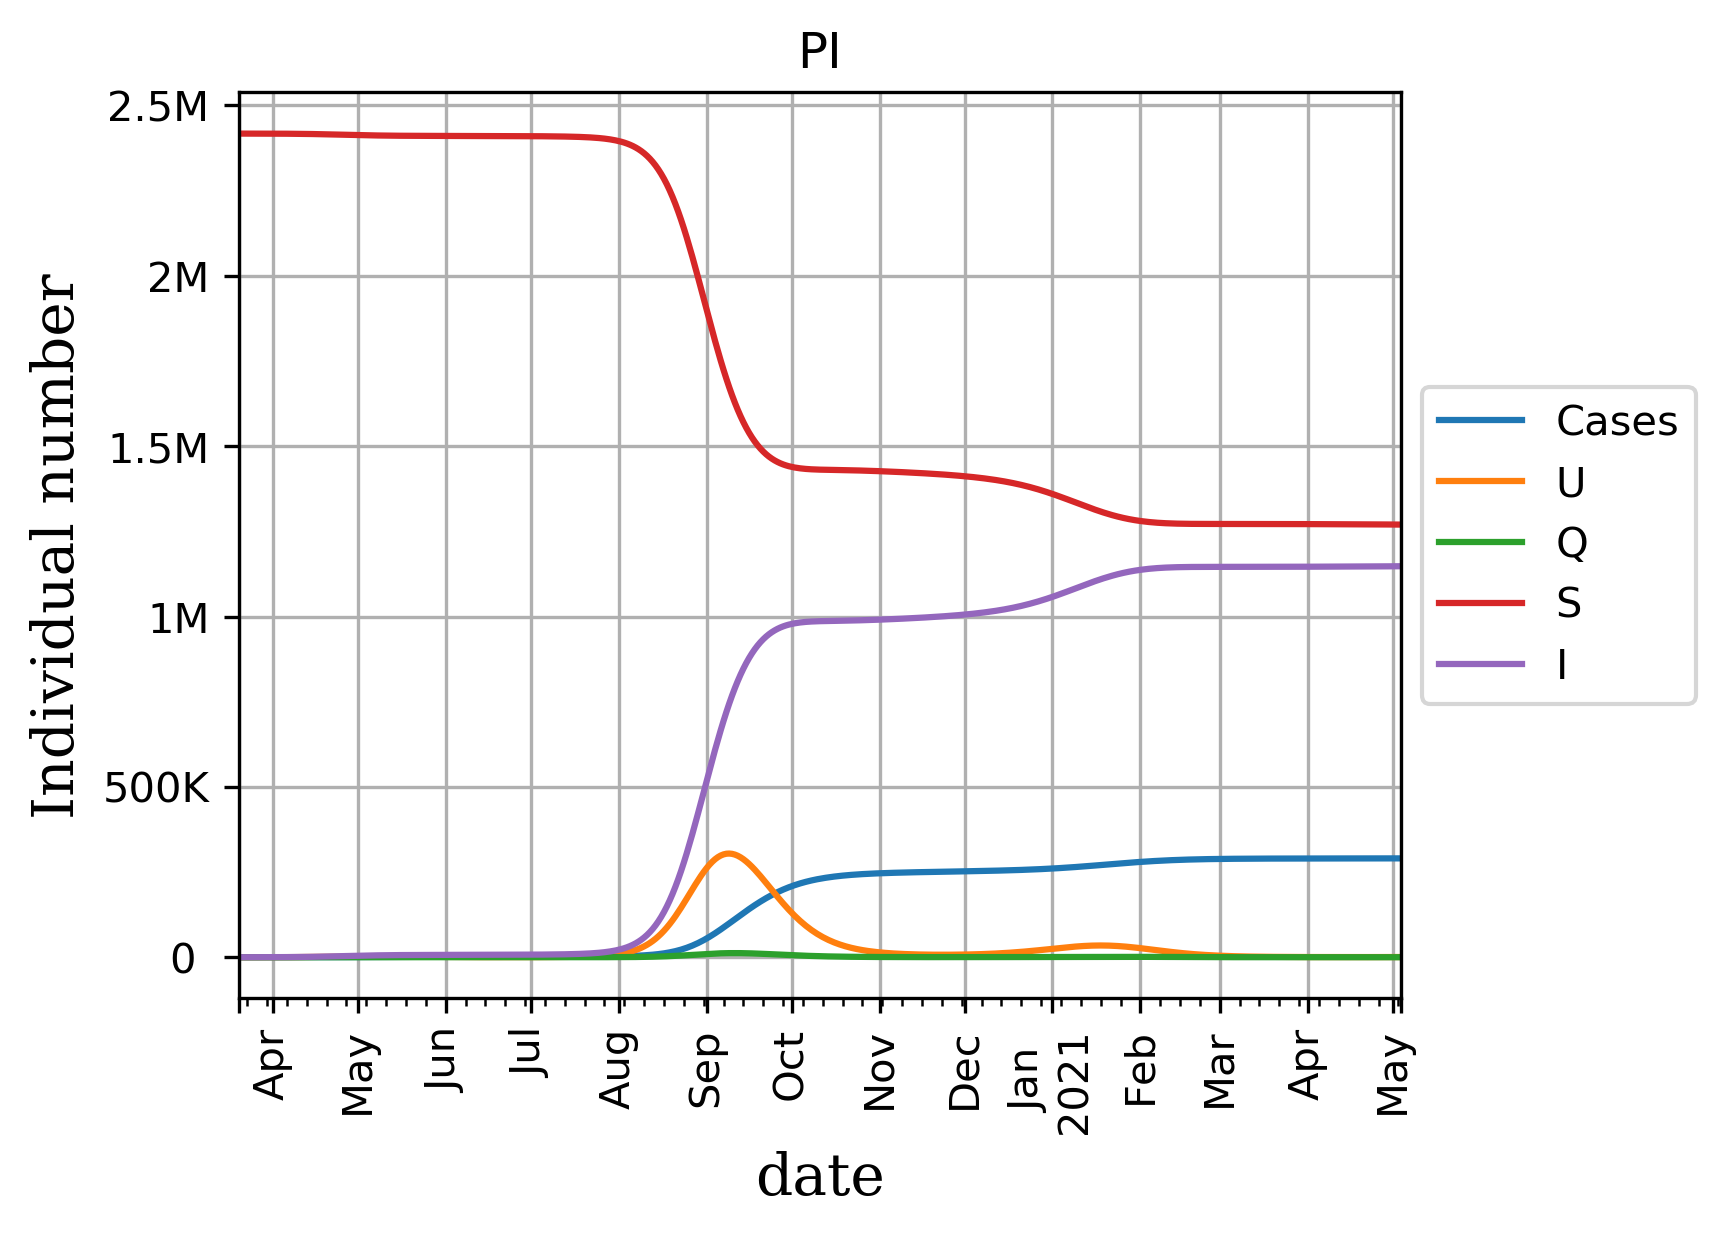 PI
2.5M
2M
1.5M
1M
500K
0
Individual number
Apr
May
Jun
Jul
Aug
Sep
Oct
Nov
Dec
Jan
2021
Feb
Mar
Apr
May
date
Cases
U
Q
S
I